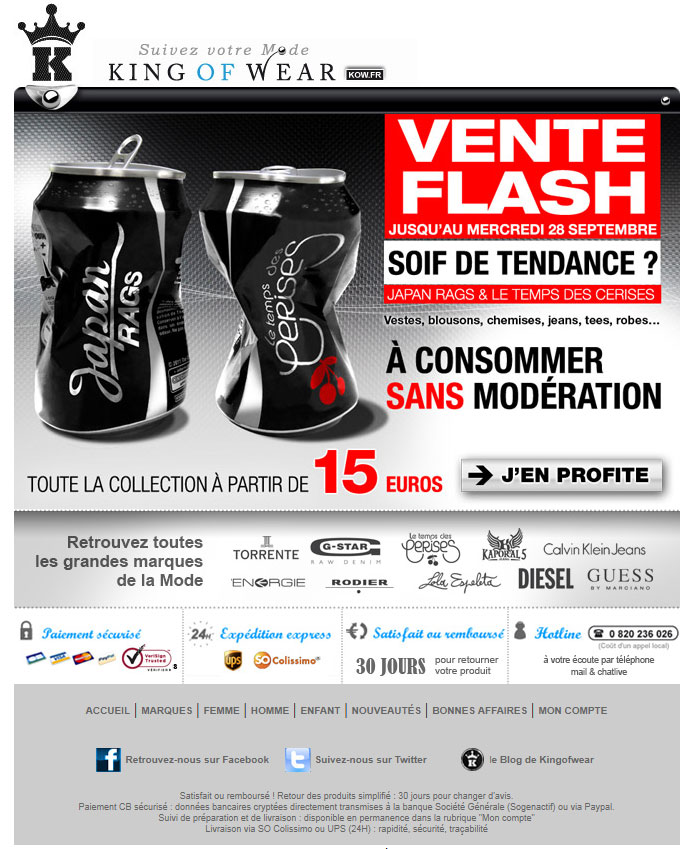 K
Suivez votre Mode
KING OF WEAR KOW.FR
VENTE
FLASH
JUSQU'AU MERCREDI 28 SEPTEMBRE
SOIF DE TENDANCE ?
JAPAN RAGS & LE TEMPS DES CERISES
Vestes, blousons, chemises, jeans, tees, robes...
Japan
RAGS
Le temps des
Cerises
À CONSOMMER
SANS MODÉRATION
TOUTE LA COLLECTION À PARTIR DE 15 EUROS
J'EN PROFITE
Retrouvez toutes
les grandes marques
de la Mode
TORRENTE
G-STAR
RAW DENIM
Le temps des
Cerises
KAPORAL 5
Calvin Klein Jeans
ENERGIE
RODIER
Lola Espeleta
DIESEL
GUESS
BY MARCIANO
Paiement sécurisé
VISA
PayPal
VeriSign
Trusted
VERIFY
8
24H
Expédition express
ups
SO Colissimo
Satisfait ou remboursé
30 JOURS
pour retourner
votre produit
Hotline
0 820 236 026
(Coût d'un appel local)
à votre écoute par téléphone
mail & chatlive
ACCUEIL | MARQUES | FEMME | HOMME | ENFANT | NOUVEAUTÉS | BONNES AFFAIRES | MON COMPTE
Retrouvez-nous sur Facebook
Suivez-nous sur Twitter
le Blog de Kingofwear
Satisfait ou remboursé ! Retour des produits simplifié : 30 jours pour changer d'avis.
Paiement CB sécurisé : données bancaires cryptées directement transmises à la banque Société Générale (Sogenactif) ou via Paypal.
Suivi de préparation et de livraison : disponible en permanence dans la rubrique "Mon compte"
Livraison via SO Colissimo ou UPS (24H) : rapidité, sécurité, traçabilité